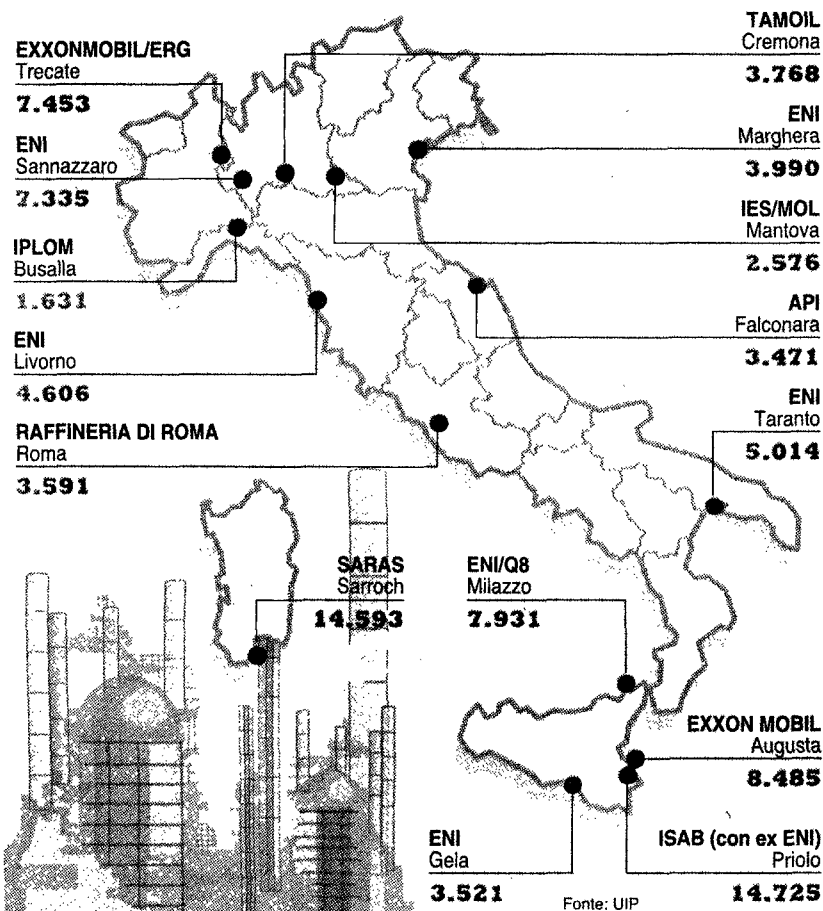 EXXONMOBIL/ERG
Trecate
7.453
ENI
Sannazzaro
7.335
IPLOM
Busalla
1.631
ENI
Livorno
4.606
RAFFINERIA DI ROMA
Roma
3.591
TAMOIL
Cremona
3.768
ENI
Marghera
3.990
IES/MOL
Mantova
2.576
API
Falconara
3.471
ENI
Taranto
5.014
SARAS
Sarroch
14.593
ENI/Q8
Milazzo
7.931
EXXON MOBIL
Augusta
8.485
ENI
Gela
3.521
ISAB (con ex ENI)
Priolo
14.725
Fonte: UIP